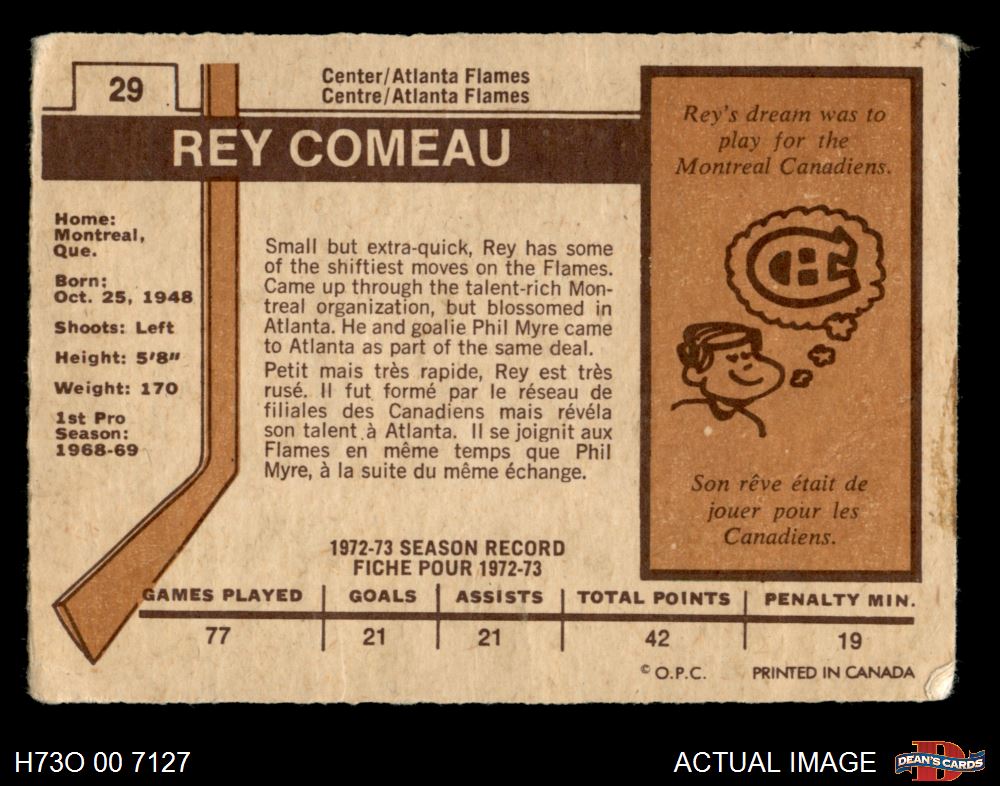 29
Center/Atlanta Flames
Centre/Atlanta Flames
REY COMEAU
Home:
Montreal,
Que.
Born:
Oct. 25, 1948
Shoots: Left
Height: 5'8"
Weight: 170
1st Pro
Season:
1968-69
Small but extra-quick, Rey has some
of the shiftiest moves on the Flames.
Came up through the talent-rich Mon-
treal organization, but blossomed in
Atlanta. He and goalie Phil Myre came
to Atlanta as part of the same deal.
Petit mais très rapide, Rey est très
rusé. Il fut formé par le réseau de
filiales des Canadiens mais révéla
son talent à Atlanta. Il se joignit aux
Flames en même temps que Phil
Myre, à la suite du même échange.
Rey's dream was to
play for the
Montreal Canadiens.
CH
Son rêve était de
jouer pour les
Canadiens.
1972-73 SEASON RECORD
FICHE POUR 1972-73
GAMES PLAYED GOALS ASSISTS TOTAL POINTS PENALTY MIN.
77 21 21 42 19
© O.P.C. PRINTED IN CANADA
H73O 00 7127
ACTUAL IMAGE
D
DEAN'S CARDS